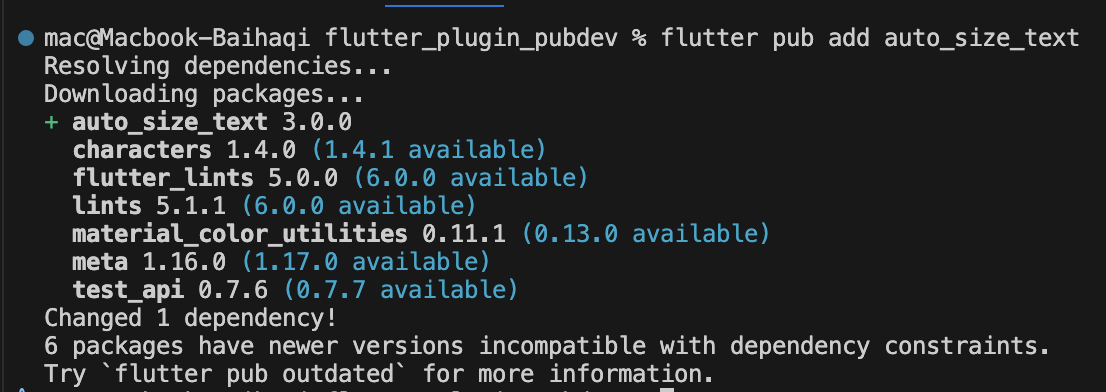 mac@Macbook-Baihaqi flutter_plugin_pubdev % flutter pub add auto_size_text
Resolving dependencies...
Downloading packages...
+ auto_size_text 3.0.0
characters 1.4.0 (1.4.1 available)
flutter_lints 5.0.0 (6.0.0 available)
lints 5.1.1 (6.0.0 available)
material_color_utilities 0.11.1 (0.13.0 available)
meta 1.16.0 (1.17.0 available)
test_api 0.7.6 (0.7.7 available)
Changed 1 dependency!
6 packages have newer versions incompatible with dependency constraints.
Try `flutter pub outdated` for more information.